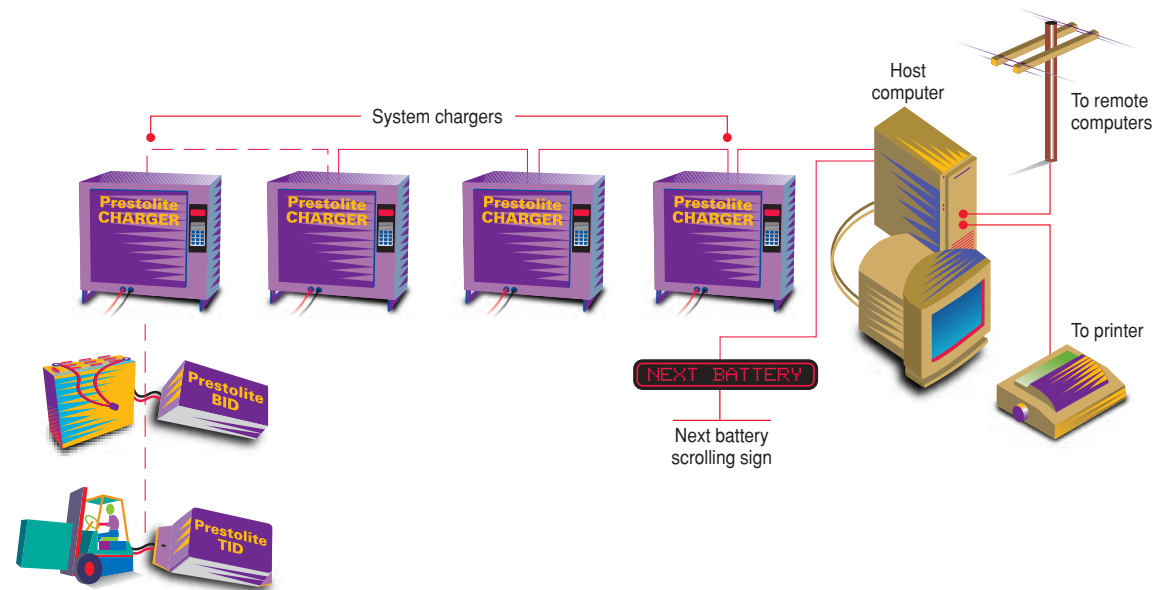 Host
computer
To remote
computers
System chargers
Prestolite
CHARGER
Prestolite
CHARGER
Prestolite
CHARGER
Prestolite
CHARGER
To printer
NEXT BATTERY
Prestolite
BID
Next battery
scrolling sign
Prestolite
TID